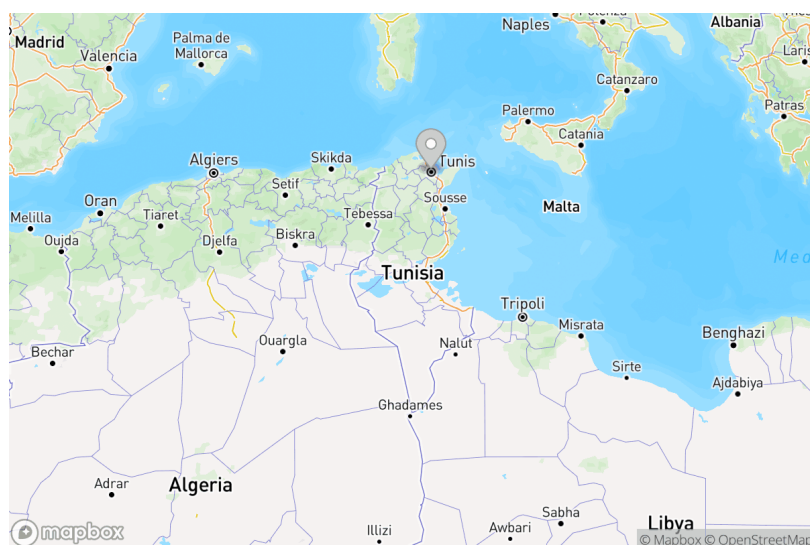 Naples
Potenza
Albania
Madrid
Palma de
Mallorca
Valencia
Laris
Catanzaro
Patras
Palermo
Catania
Algiers
Skikda
Tunis
Setif
Oran
Sousse
Malta
Melilla
Tiaret
Tebessa
Oujda
Djelfa
Biskra
Med
Tunisia
Tripoli
Misrata
Benghazi
Ouargla
Nalut
Bechar
Sirte
Ajdabiya
Ghadames
Adrar
Algeria
Sabha
Libya
Illizi
Awbari
mapbox
© Mapbox © OpenStreetMap